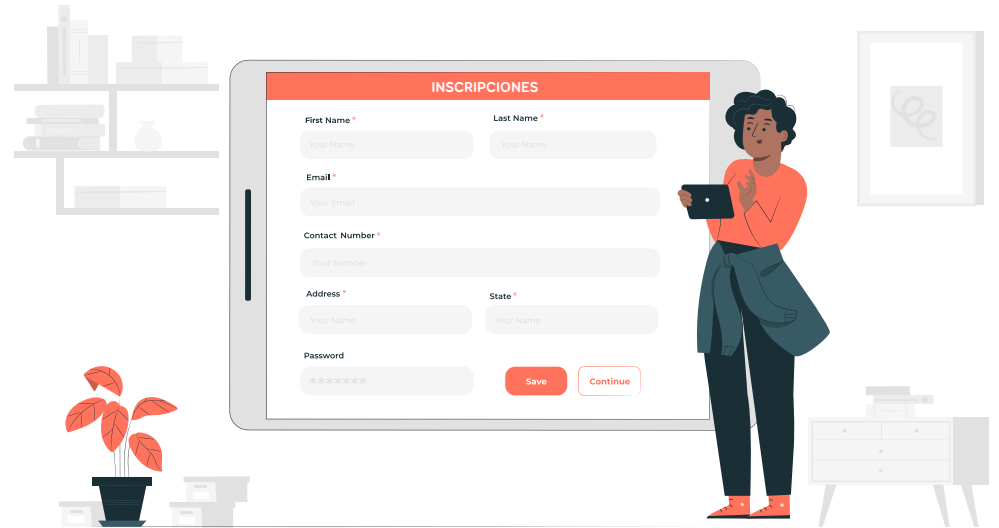 INSCRIPCIONES
First Name *
Last Name *
Your Name
Your Name
Email *
Your Email
Contact Number *
Your Number
Address *
State *
Your Name
Your Name
Password
*******
Save
Continue